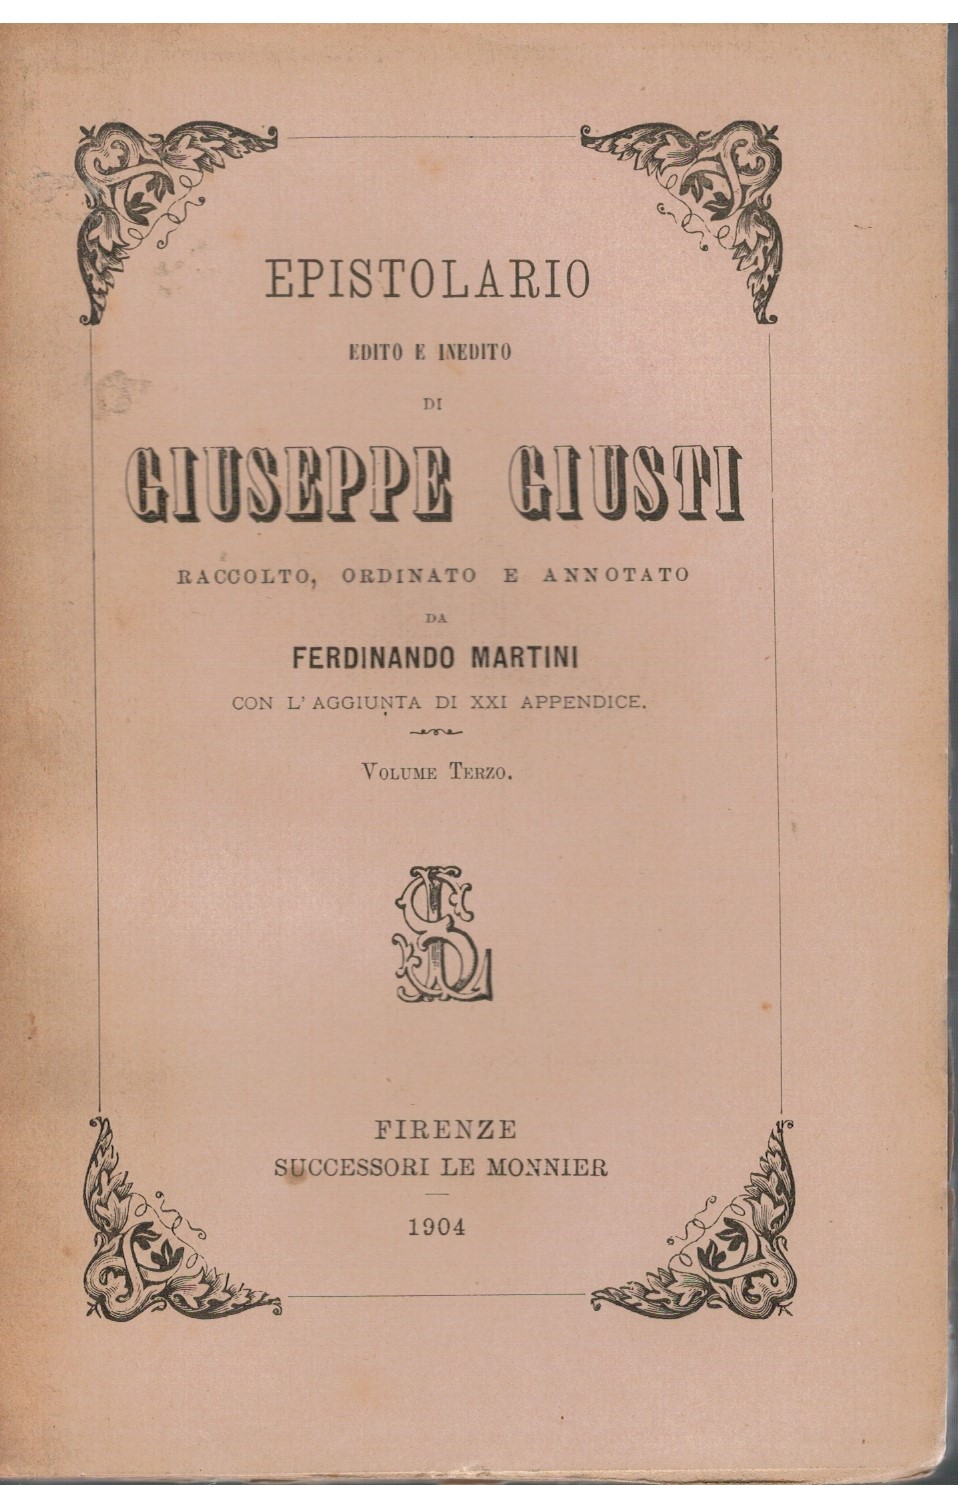 EPISTOLARIO
EDITO E INEDITO
DI
GIUSEPPE GIUSTI
RACCOLTO, ORDINATO E ANNOTATO
DA
FERDINANDO MARTINI
CON L'AGGIUNTA DI XXI APPENDICE.
VOLUME TERZO.
SL
FIRENZE
SUCCESSORI LE MONNIER
1904